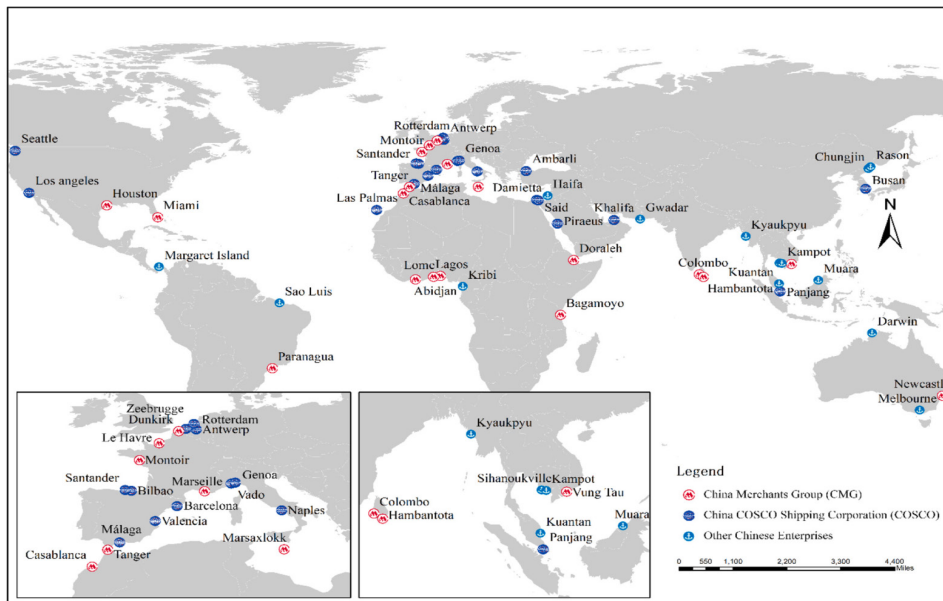 Seattle
Los angeles
Houston
Miami
Margaret Island
Sao Luis
Paranagua
Rotterdam
Antwerp
Montoir
Santander
Genoa
Tanger
Málaga
Las Palmas
Casablanca
Ambarli
Damietta
Haifa
Said
Piraeus
Khalifa
Gwadar
Doraleh
Lome
Lagos
Abidjan
Kribi
Bagamoyo
Chungjin
Rason
Busan
N
Kyaukpyu
Colombo
Kampot
Kuantan
Muara
Hambantota
Panjang
Darwin
Newcastl
Melbourne
Zeebrugge
Dunkirk
Rotterdam
Antwerp
Le Havre
Montoir
Santander
Bilbao
Marseille
Genoa
Vado
Barcelona
Naples
Málaga
Valencia
Marsaxlokk
Casablanca
Tanger
Kyaukpyu
Sihanoukville
Kampot
Colombo
Vung Tau
Hambantota
Kuantan
Muara
Panjang
Legend
China Merchants Group (CMG)
China COSCO Shipping Corporation (COSCO)
Other Chinese Enterprises
0 550 1,100 2,200 3,300 4,400
Miles